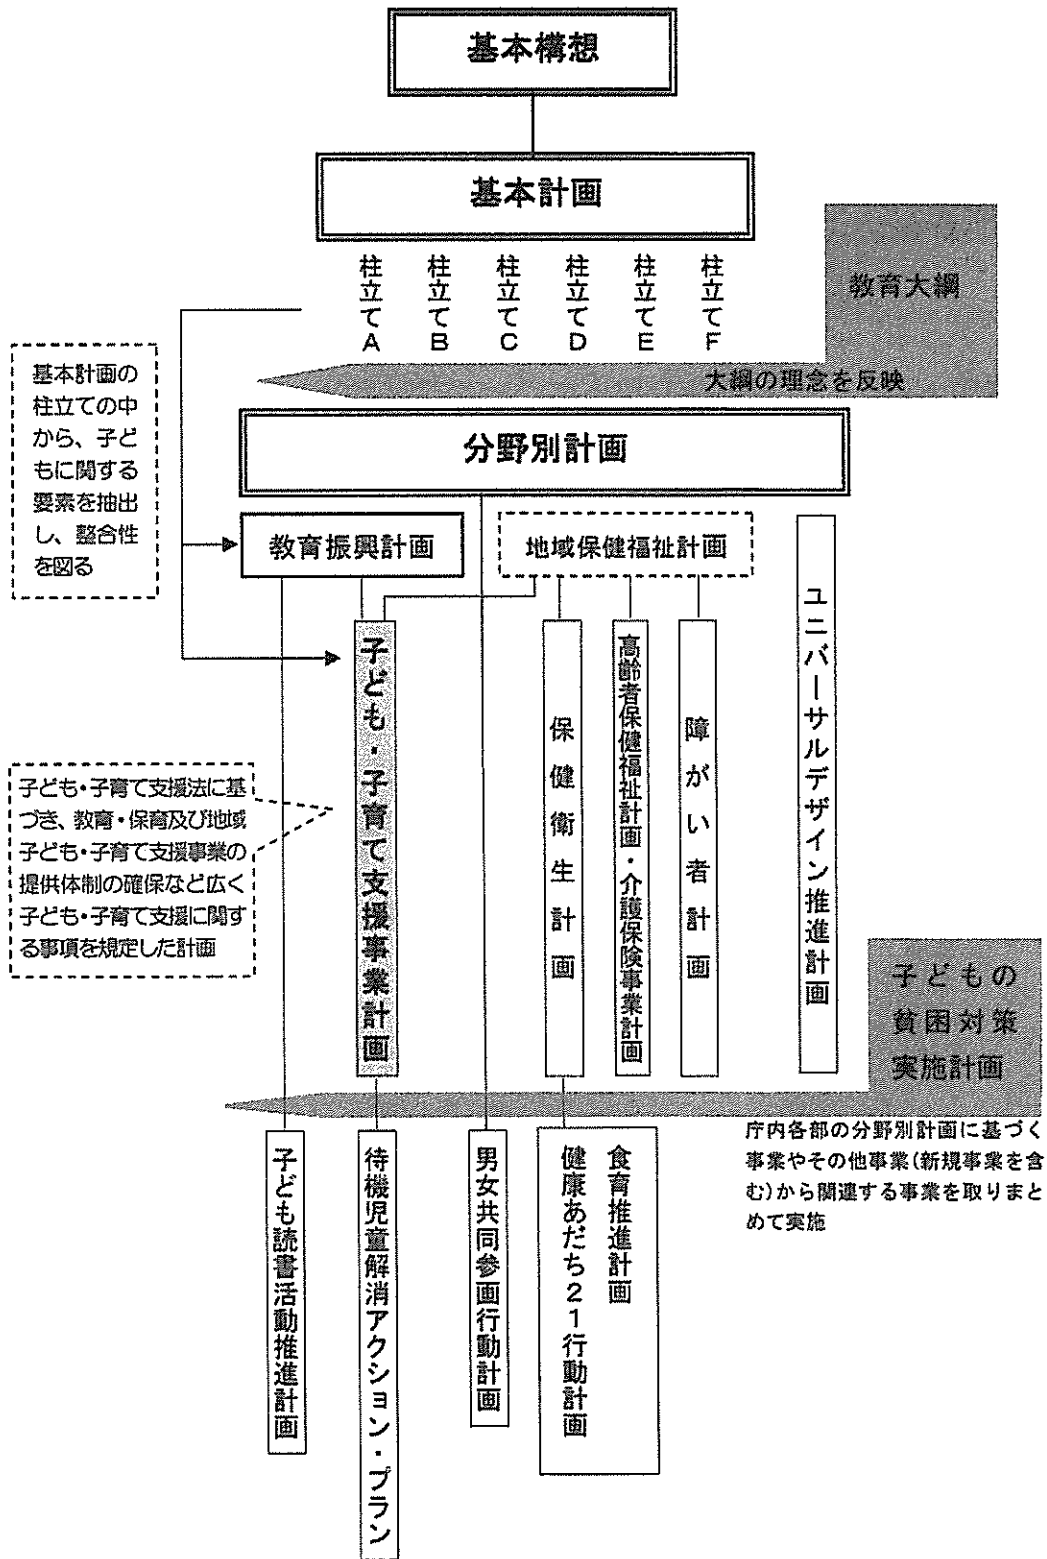 基本構想
基本計画
柱立てA
柱立てB
柱立てC
柱立てD
柱立てE
柱立てF
教育大綱
大綱の理念を反映
基本計画の
柱立ての中
から、子ど
もに関する
要素を抽出
し、整合性
を図る
分野別計画
教育振興計画
地域保健福祉計画
子ども・子育て支援事業計画
保健衛生計画
高齢者保健福祉計画・介護保険事業計画
障がい者計画
ユニバーサルデザイン推進計画
子ども・子育て支援法に基
づき、教育・保育及び地域
子ども・子育て支援事業の
提供体制の確保など広く
子ども・子育て支援に関す
る事項を規定した計画
子どもの
貧困対策
実施計画
庁内各部の分野別計画に基づく
事業やその他事業(新規事業を含
む)から関連する事業を取りまと
めて実施
子ども読書活動推進計画
待機児童解消アクション・プラン
男女共同参画行動計画
食育推進計画
健康あだち21行動計画